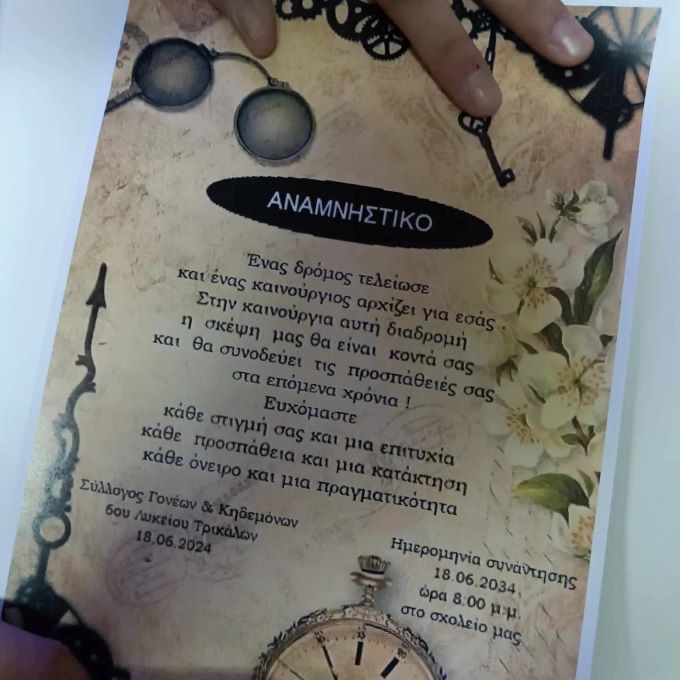 ΑΝΑΜΝΗΣΤΙΚΟ
Ένας δρόμος τελείωσε
και ένας καινούργιος αρχίζει για εσάς .
Στην καινούργια αυτή διαδρομή
η σκέψη μας θα είναι κοντά σας
και θα συνοδεύει τις προσπάθειές σας
στα επόμενα χρόνια !
Ευχόμαστε
κάθε στιγμή σας και μια επιτυχία
κάθε προσπάθεια και μια κατάκτηση
κάθε όνειρο και μια πραγματικότητα
Σύλλογος Γονέων & Κηδεμόνων
6ου Λυκείου Τρικάλων
18.06.2024
Ημερομηνία συνάντησης
18.06.2034
ώρα 8:00 μ.μ.
στο σχολείο μας